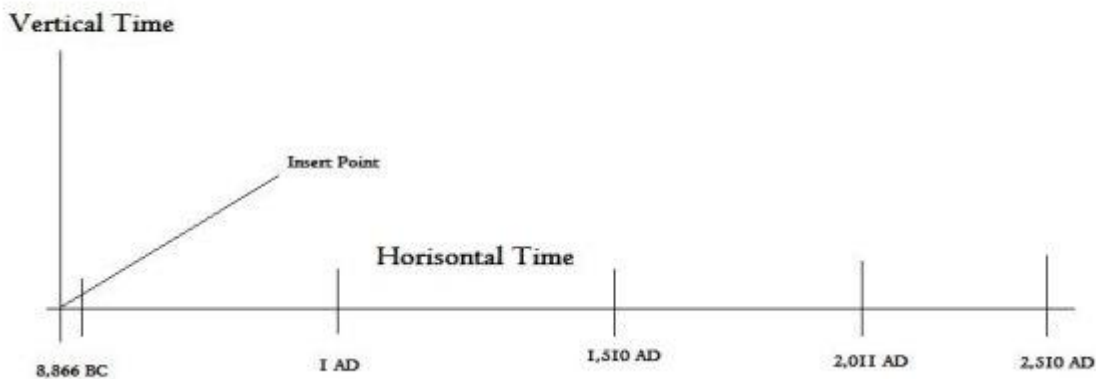 Vertical Time
Insert Point
Horisontal Time
8,866 BC
1 AD
1,510 AD
2,011 AD
2,510 AD